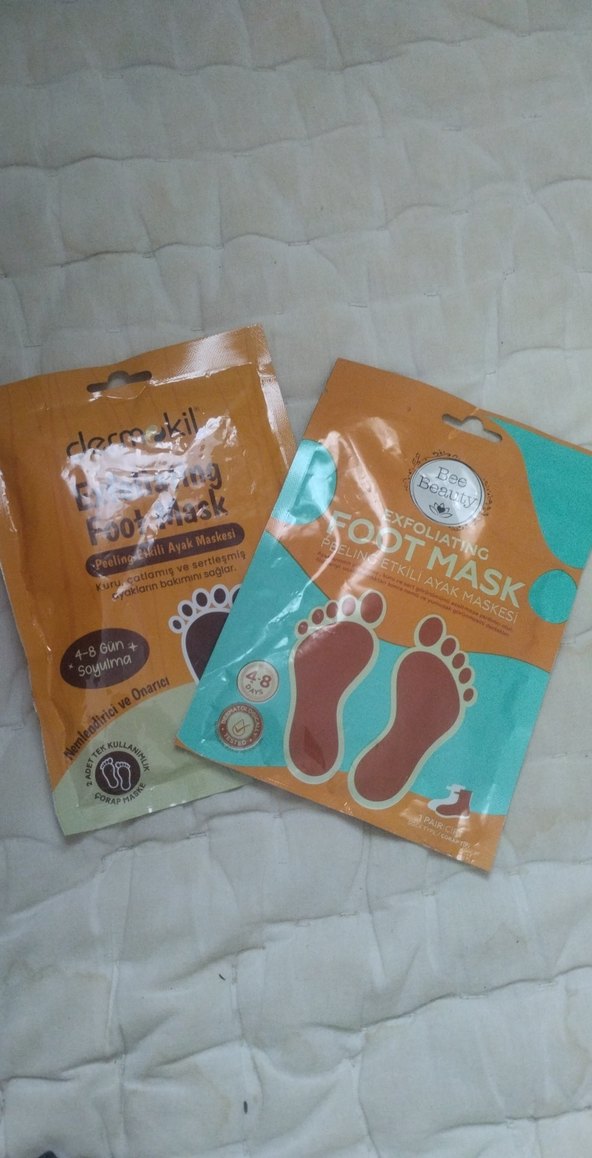 dermokil
Exfoliating
Foot Mask
•Peeling Etkili Ayak Maskesi
Kuru, çatlamış ve sertleşmiş
ayakların bakımını sağlar.
4-8 Gün
Soyulma
Nemlendirici ve Onarıcı
2 ADET TEK KULLANIMLIK
ÇORAP MASKE
Bee
Beauty
EXFOLIATING
FOOT MASK
PEELING ETKİLİ AYAK MASKESİ
4-8
DAYS
DERMATOLOGICALLY
TESTED
1 PAIR